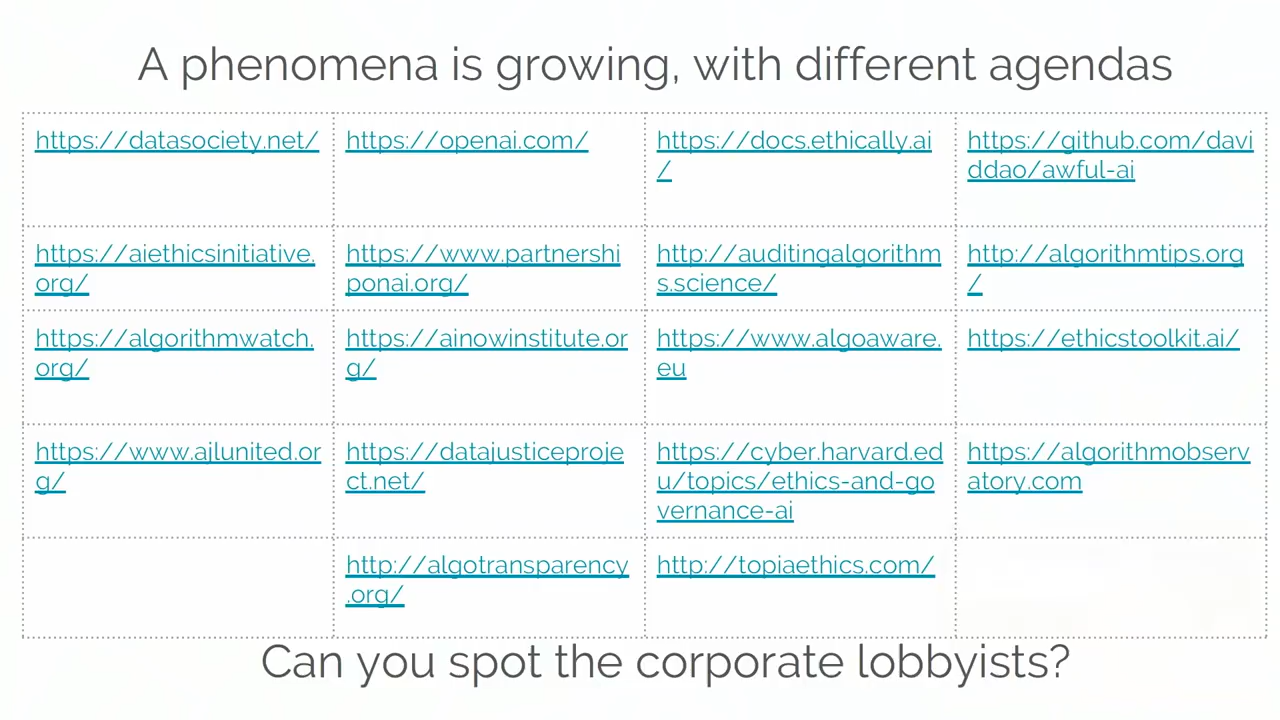 A phenomena is growing, with different agendas
https://datasociety.net/
https://openai.com/
https://docs.ethically.ai
/
https://github.com/davi
ddao/awful-ai
https://aiethicsinitiative.
org/
https://www.partnershi
ponai.org/
http://auditingalgorithm
s.science/
http://algorithmtips.org
/
https://algorithmwatch.
org/
https://ainowinstitute.or
g/
https://www.algoaware.
eu
https://ethicstoolkit.ai/
https://www.ajlunited.or
g/
https://datajusticeproje
ct.net/
https://cyber.harvard.ed
u/topics/ethics-and-go
vernance-ai
https://algorithmobserv
atory.com
http://algotransparency
.org/
http://topiaethics.com/
Can you spot the corporate lobbyists?